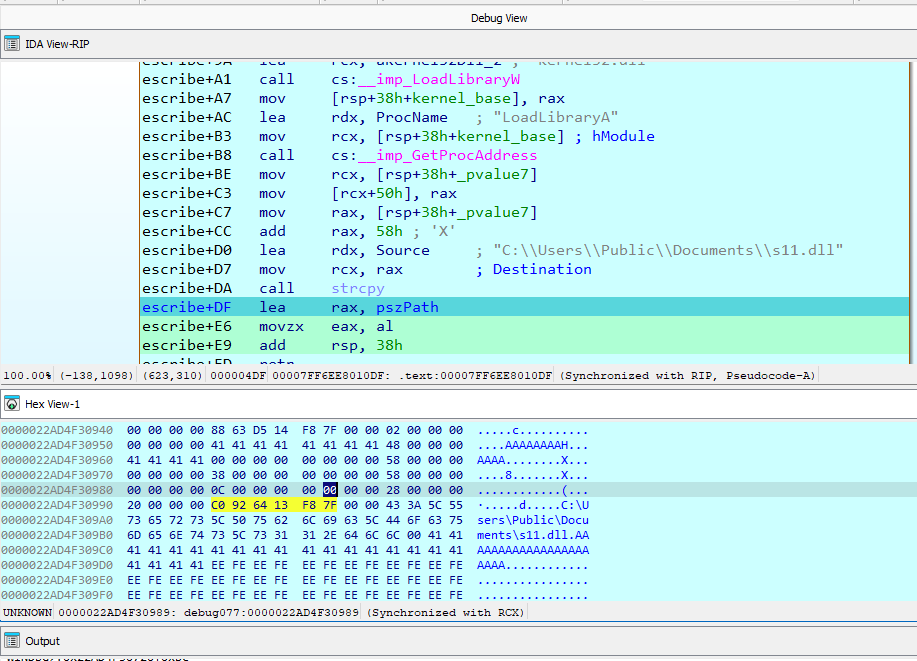 Debug View
IDA View-RIP
escribe+A1 call cs:__imp_LoadLibraryW
escribe+A7 mov [rsp+38h+kernel_base], rax
escribe+AC lea rdx, ProcName ; "LoadLibraryA"
escribe+B3 mov rcx, [rsp+38h+kernel_base] ; hModule
escribe+B8 call cs:__imp_GetProcAddress
escribe+BE mov rcx, [rsp+38h+_pvalue7]
escribe+C3 mov [rcx+50h], rax
escribe+C7 mov rax, [rsp+38h+_pvalue7]
escribe+CC add rax, 58h ; 'X'
escribe+D0 lea rdx, Source ; "C:\\Users\\Public\\Documents\\s11.dll"
escribe+D7 mov rcx, rax ; Destination
escribe+DA call strcpy
escribe+DF lea rax, pszPath
escribe+E6 movzx eax, al
escribe+E9 add rsp, 38h
100.00% (-138,1098) (623,310) 000004DF 00007FF6EE8010DF: .text:00007FF6EE8010DF (Synchronized with RIP, Pseudocode-A)
Hex View-1
0000022AD4F30940 00 00 00 00 88 63 D5 14 F8 7F 00 00 02 00 00 00 .....c..........
0000022AD4F30950 00 00 00 00 41 41 41 41 41 41 41 41 48 00 00 00 ....AAAAAAAAH...
0000022AD4F30960 41 41 41 41 00 00 00 00 00 00 00 00 58 00 00 00 AAAA........X...
0000022AD4F30970 00 00 00 00 38 00 00 00 00 00 00 00 58 00 00 00 ....8.......X...
0000022AD4F30980 00 00 00 00 0C 00 00 00 00 00 00 00 28 00 00 00 ............(...
0000022AD4F30990 20 00 00 00 C0 92 64 13 F8 7F 00 00 43 3A 5C 55 .....d.....C:\U
0000022AD4F309A0 73 65 72 73 5C 50 75 62 6C 69 63 5C 44 6F 63 75 sers\Public\Docu
0000022AD4F309B0 6D 65 6E 74 73 5C 73 31 31 2E 64 6C 6C 00 41 41 ments\s11.dll.AA
0000022AD4F309C0 41 41 41 41 41 41 41 41 41 41 41 41 41 41 41 41 AAAAAAAAAAAAAAAA
0000022AD4F309D0 41 41 41 41 EE FE EE FE EE FE EE FE EE FE EE FE AAAA............
0000022AD4F309E0 EE FE EE FE EE FE EE FE EE FE EE FE EE FE EE FE ................
0000022AD4F309F0 EE FE EE FE EE FE EE FE EE FE EE FE EE FE EE FE ................
UNKNOWN 0000022AD4F30989: debug077:0000022AD4F30989 (Synchronized with RCX)
Output